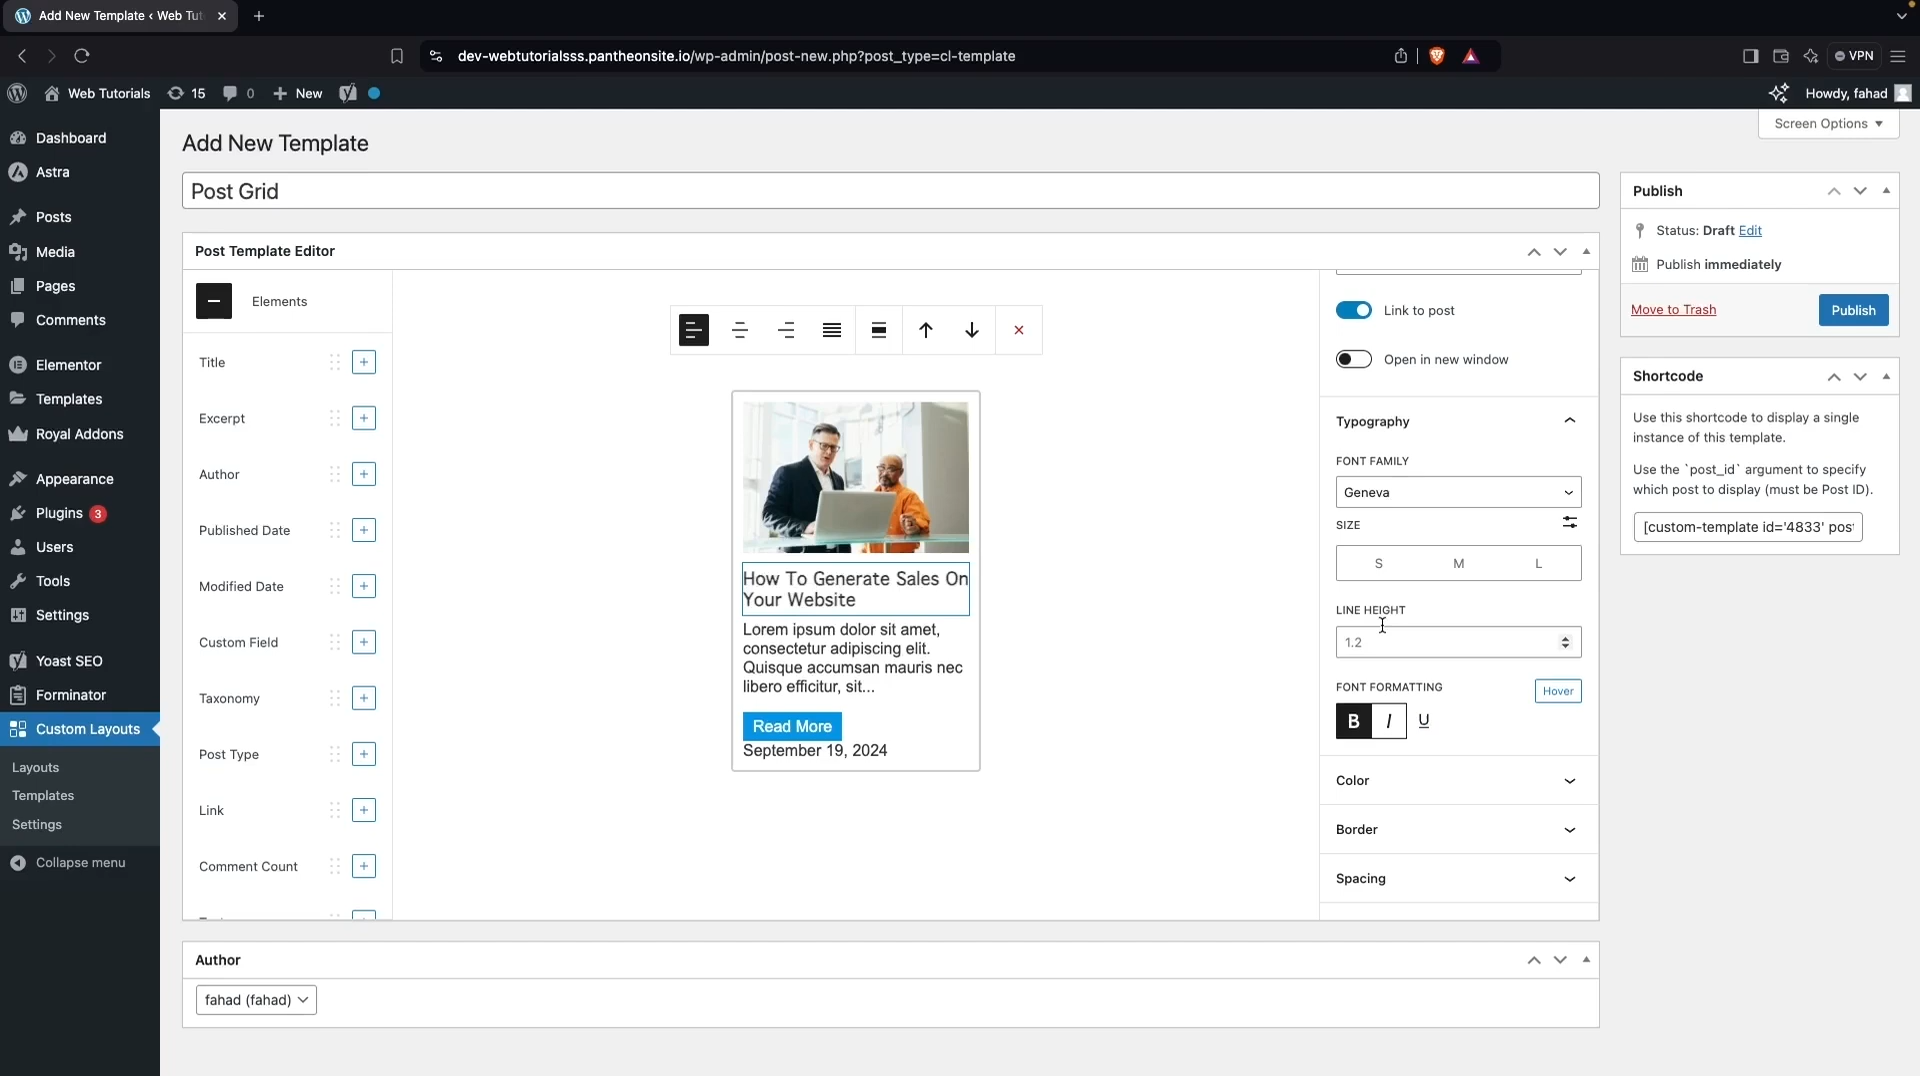 Add New Template ‹ Web Tut
dev-webtutorialsss.pantheonsite.io/wp-admin/post-new.php?post_type=cl-template
VPN
Web Tutorials
15
0
New
Howdy, fahad
Screen Options
Dashboard
Astra
Posts
Media
Pages
Comments
Elementor
Templates
Royal Addons
Appearance
Plugins 3
Users
Tools
Settings
Yoast SEO
Forminator
Custom Layouts
Layouts
Templates
Settings
Collapse menu
Add New Template
Post Grid
Post Template Editor
Elements
Title
Excerpt
Author
Published Date
Modified Date
Custom Field
Taxonomy
Post Type
Link
Comment Count
How To Generate Sales On
Your Website
Lorem ipsum dolor sit amet,
consectetur adipiscing elit.
Quisque accumsan mauris nec
libero efficitur, sit...
Read More
September 19, 2024
Link to post
Open in new window
Typography
FONT FAMILY
Geneva
SIZE
S M L
LINE HEIGHT
1.2
FONT FORMATTING
Hover
B I U
Color
Border
Spacing
Author
fahad (fahad)
Publish
Status: Draft Edit
Publish immediately
Move to Trash
Publish
Shortcode
Use this shortcode to display a single
instance of this template.
Use the `post_id` argument to specify
which post to display (must be Post ID).
[custom-template id='4833' pos